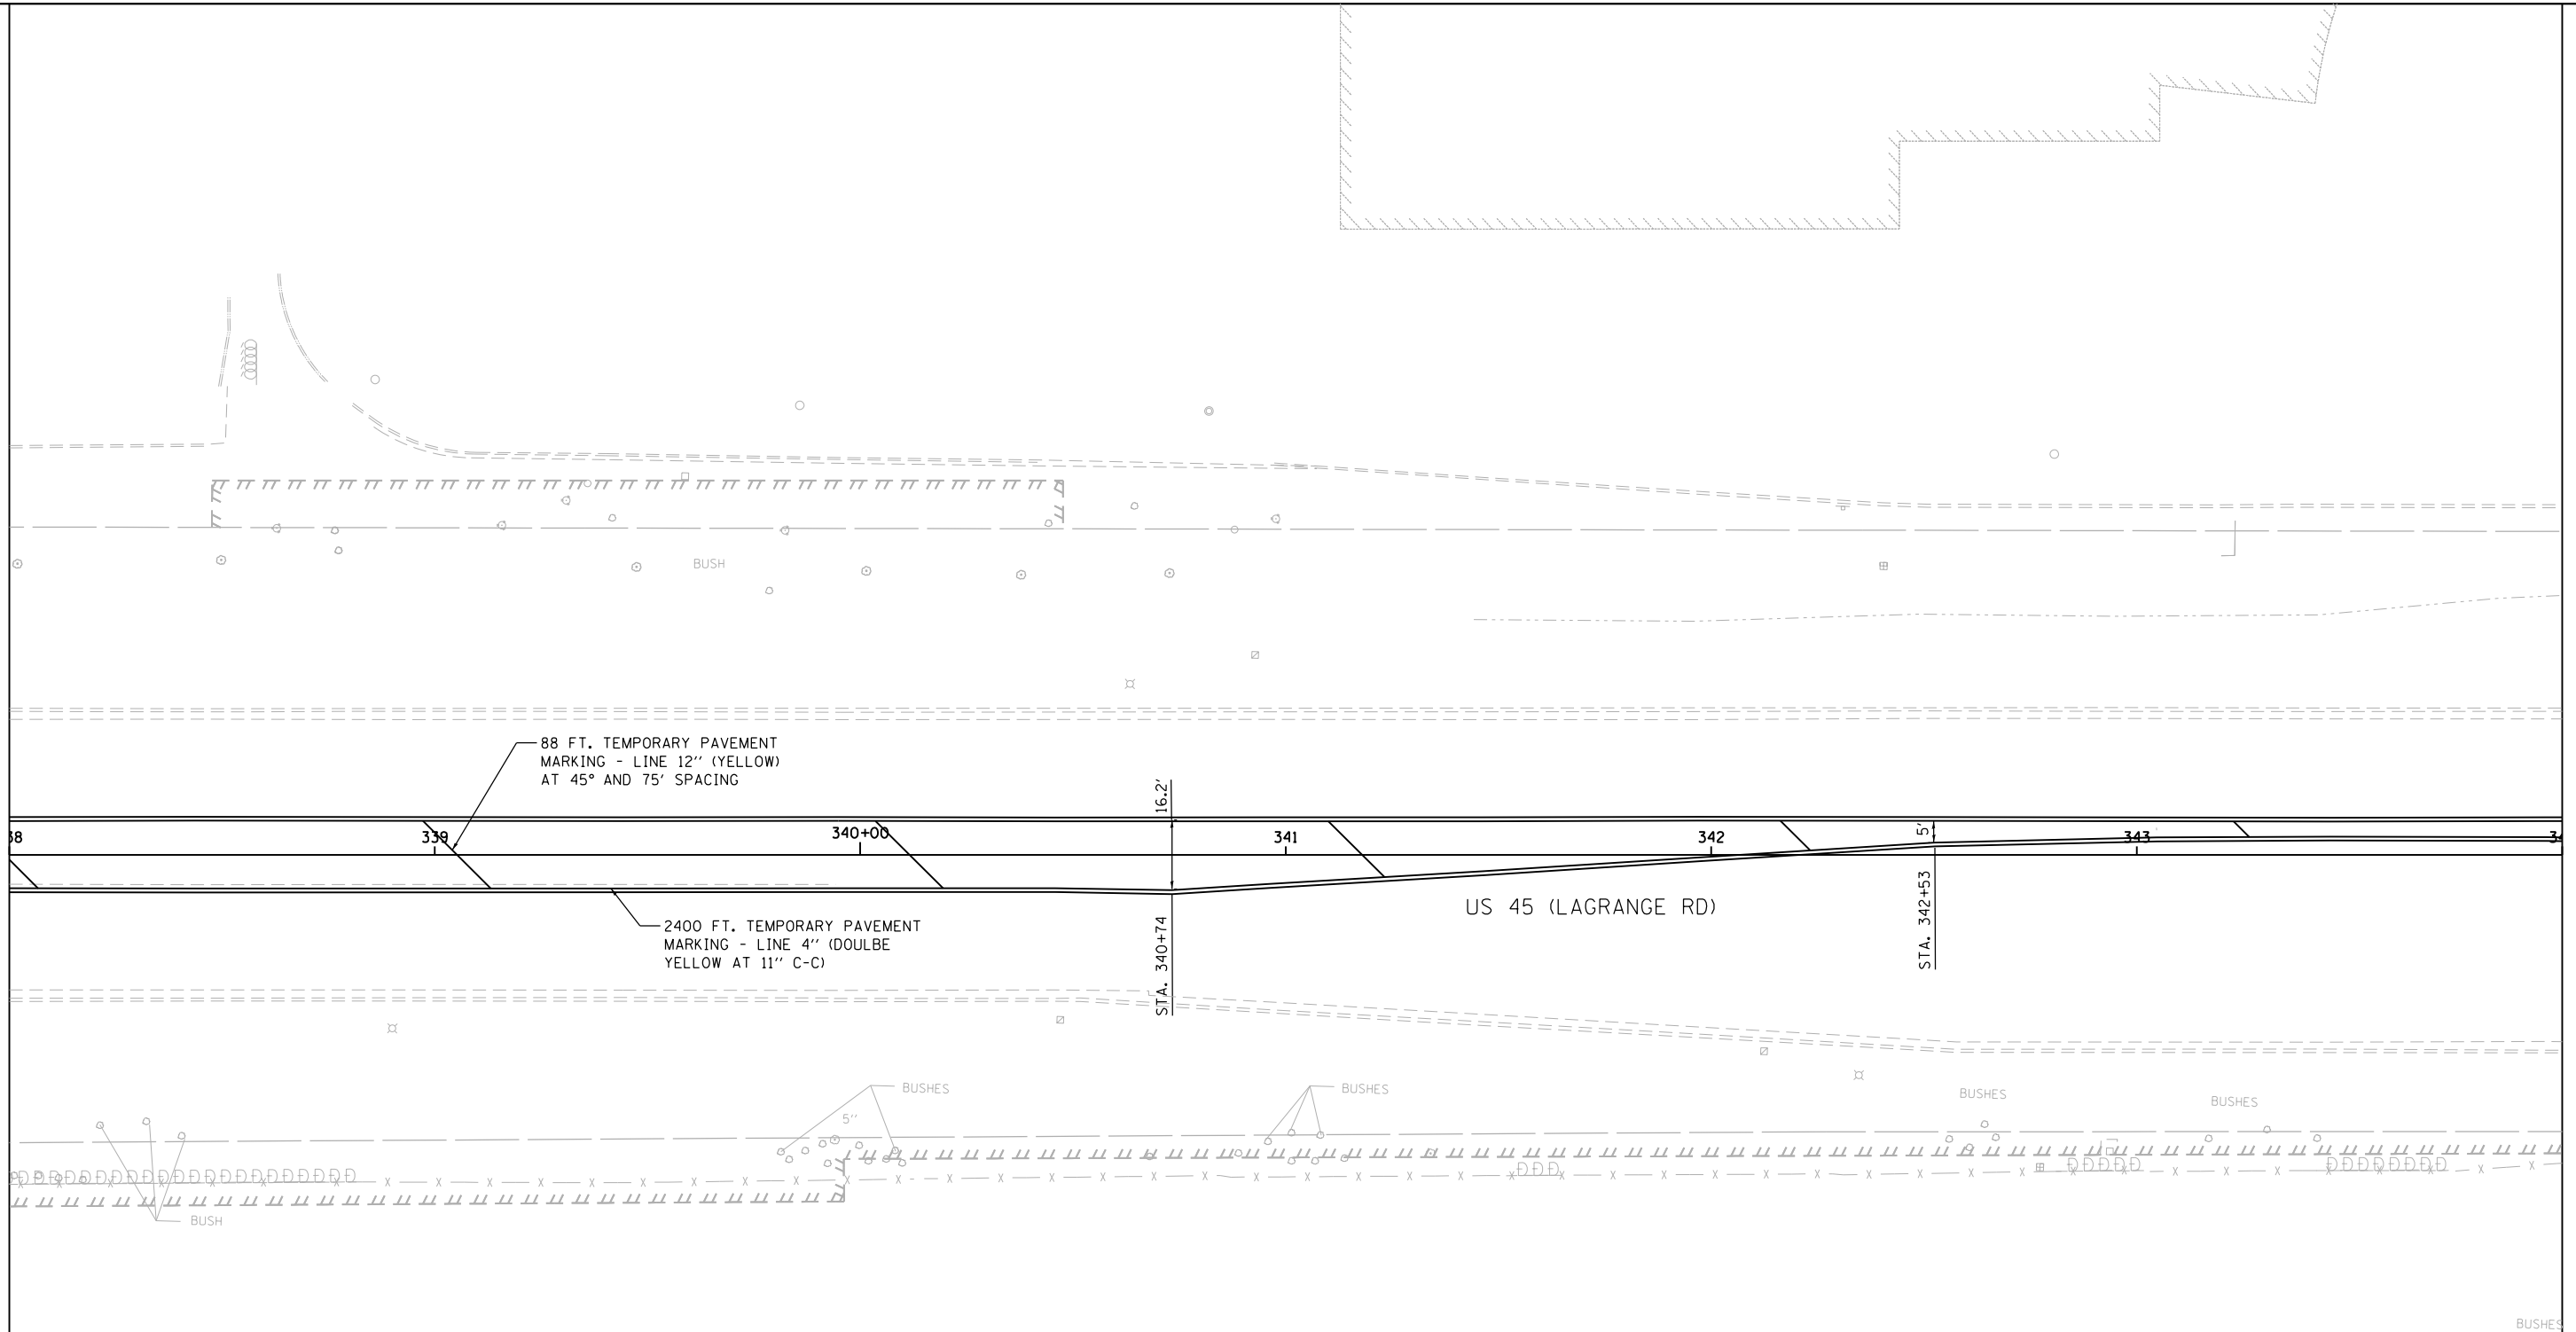 BUSH
88 FT. TEMPORARY PAVEMENT
MARKING - LINE 12'' (YELLOW)
AT 45° AND 75' SPACING
16.2'
38
339
340+00
341
342
5'
343
34
2400 FT. TEMPORARY PAVEMENT
MARKING - LINE 4'' (DOULBE
YELLOW AT 11'' C-C)
STA. 340+74
US 45 (LAGRANGE RD)
STA. 342+53
BUSHES
5''
BUSHES
BUSHES
BUSHES
BUSH
BUSHES